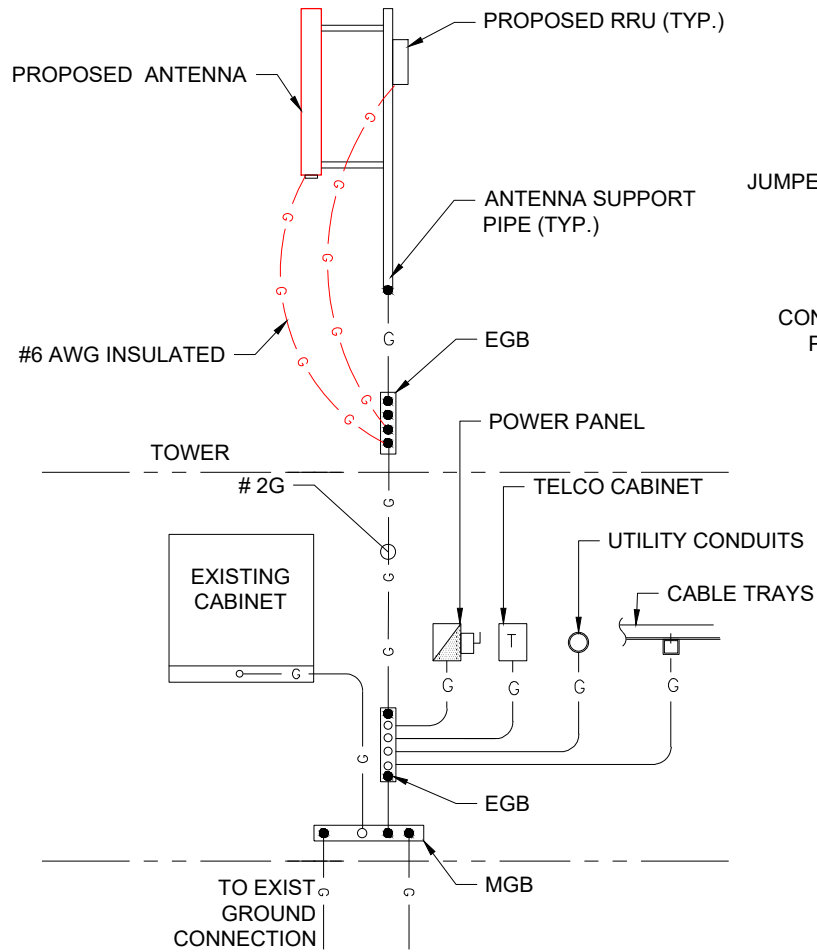 PROPOSED RRU (TYP.)
PROPOSED ANTENNA
G
G
JUMPE
ANTENNA SUPPORT
PIPE (TYP.)
G
G
G
G
CON
P
G
G
#6 AWG INSULATED
EGB
G
G
G
POWER PANEL
TOWER
# 2G
TELCO CABINET
G
UTILITY CONDUITS
EXISTING
CABINET
G
CABLE TRAYS
T
G
G
G
G
G
G
G
EGB
MGB
TO EXIST
GROUND
CONNECTION
G
G